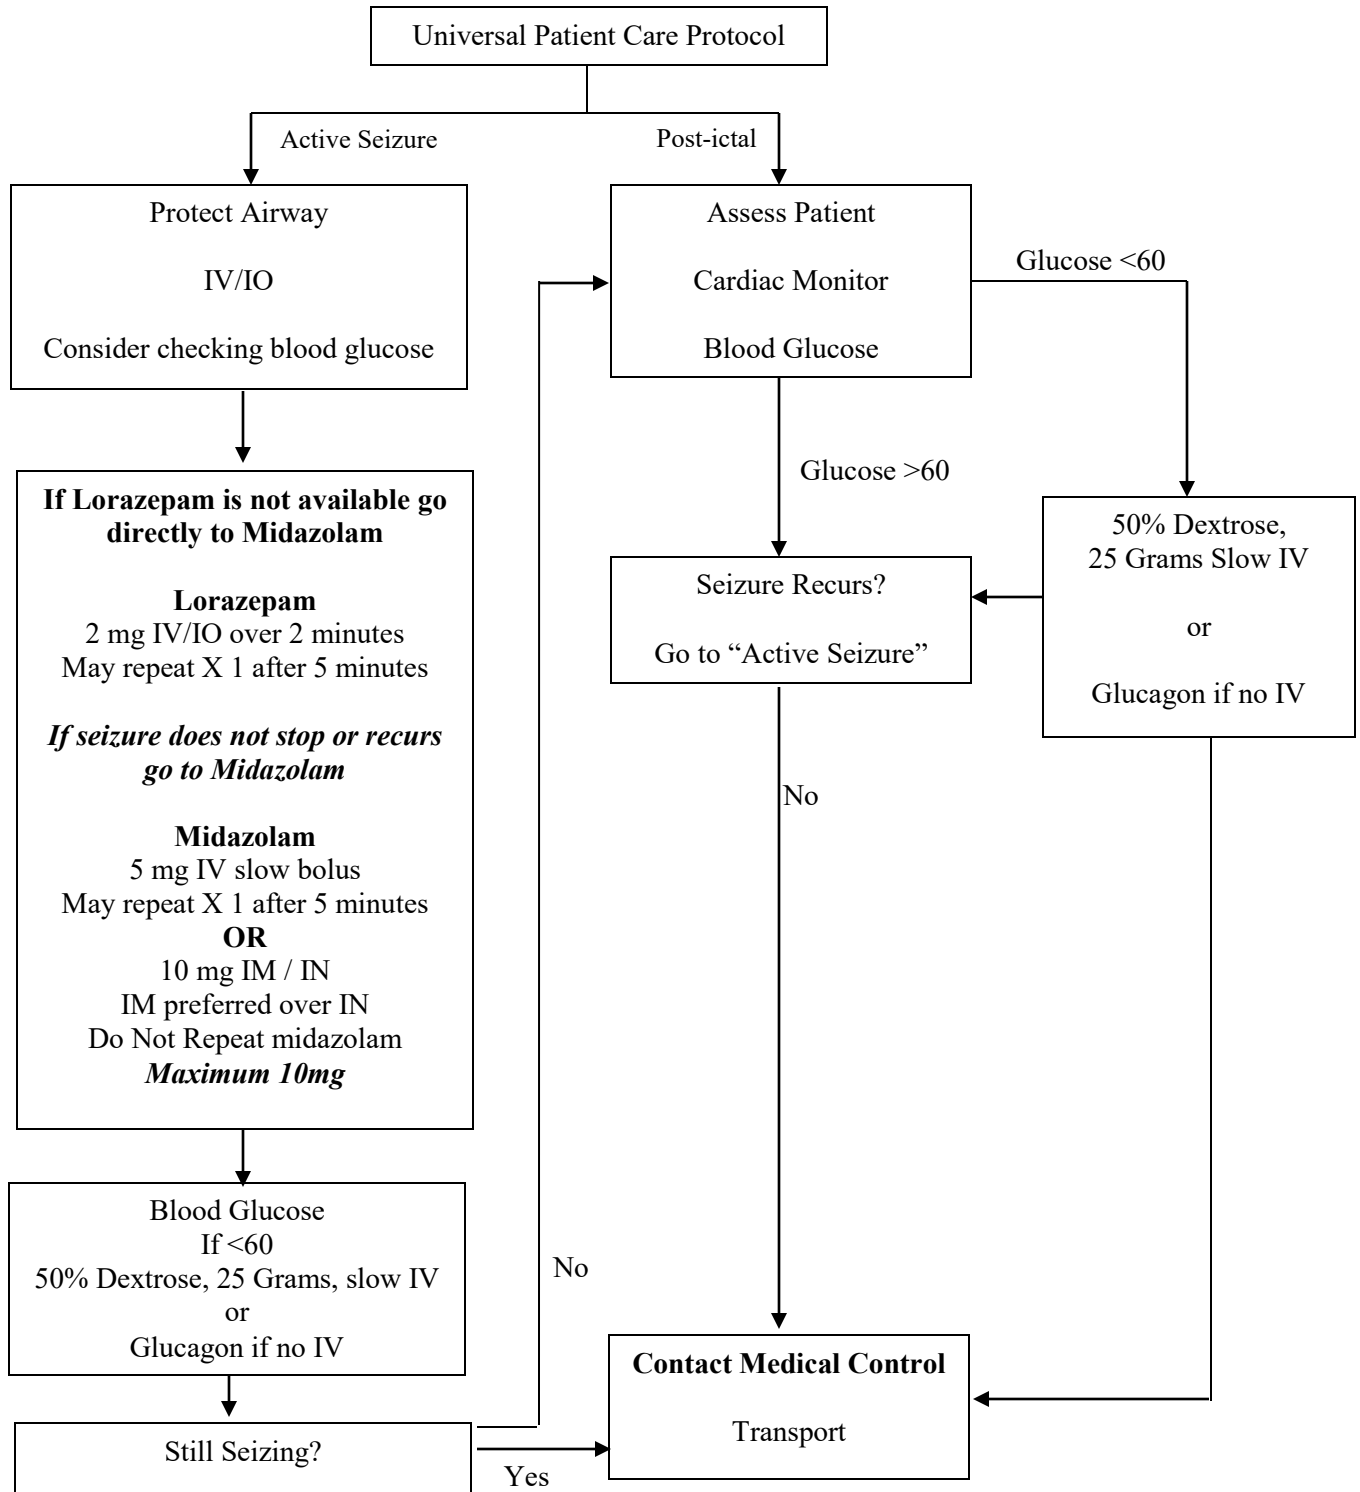 Universal Patient Care Protocol
Active Seizure
Post-ictal
Protect Airway
IV/IO
Consider checking blood glucose
Assess Patient
Cardiac Monitor
Blood Glucose
Glucose <60
Glucose >60
If Lorazepam is not available go
directly to Midazolam
Lorazepam
2 mg IV/IO over 2 minutes
May repeat X 1 after 5 minutes
If seizure does not stop or recurs
go to Midazolam
Midazolam
5 mg IV slow bolus
May repeat X 1 after 5 minutes
OR
10 mg IM / IN
IM preferred over IN
Do Not Repeat midazolam
Maximum 10mg
50% Dextrose,
25 Grams Slow IV
or
Glucagon if no IV
Seizure Recurs?
Go to “Active Seizure”
No
Blood Glucose
If <60
50% Dextrose, 25 Grams, slow IV
or
Glucagon if no IV
No
Contact Medical Control
Transport
Still Seizing?
Yes